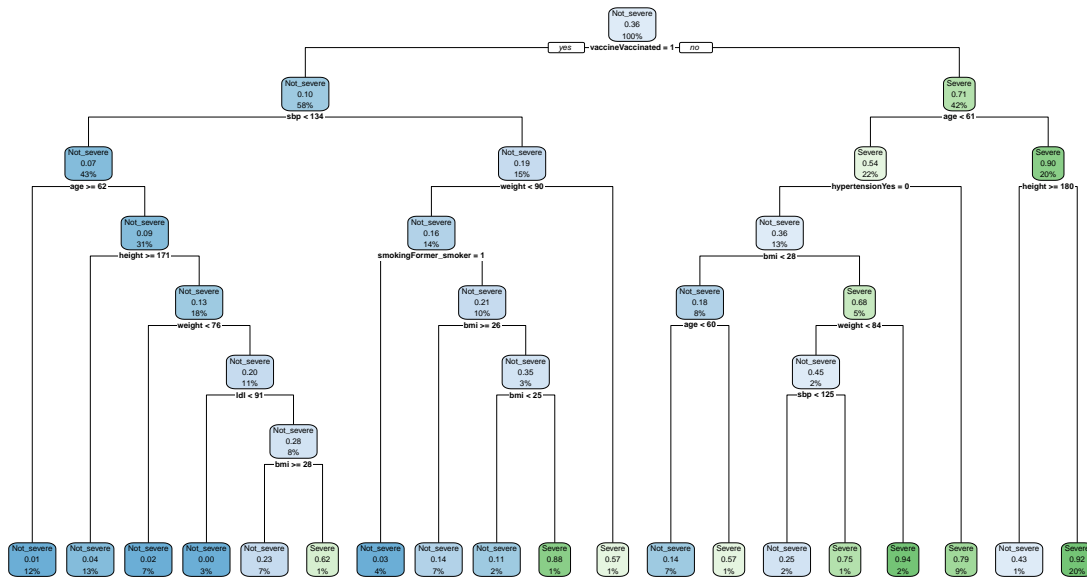 Not_severe
0.36
100%
yes vaccineVaccinated = 1 no
Not_severe
0.10
58%
sbp < 134
Severe
0.71
42%
age < 61
Not_severe
0.07
43%
age >= 62
Not_severe
0.19
15%
weight < 90
Severe
0.54
22%
hypertensionYes = 0
Severe
0.90
20%
height >= 180
Not_severe
0.09
31%
height >= 171
Not_severe
0.16
14%
smokingFormer_smoker = 1
Not_severe
0.36
13%
bmi < 28
Not_severe
0.13
18%
weight < 76
Not_severe
0.21
10%
bmi >= 26
Not_severe
0.18
8%
age < 60
Severe
0.68
5%
weight < 84
Not_severe
0.20
11%
ldl < 91
Not_severe
0.35
3%
bmi < 25
Not_severe
0.45
2%
sbp < 125
Not_severe
0.28
8%
bmi >= 28
Not_severe
0.01
12%
Not_severe
0.04
13%
Not_severe
0.02
7%
Not_severe
0.00
3%
Not_severe
0.23
7%
Severe
0.62
1%
Not_severe
0.03
4%
Not_severe
0.14
7%
Not_severe
0.11
2%
Severe
0.88
1%
Severe
0.57
1%
Not_severe
0.14
7%
Severe
0.57
1%
Not_severe
0.25
2%
Severe
0.75
1%
Severe
0.94
2%
Severe
0.79
9%
Not_severe
0.43
1%
Severe
0.92
20%